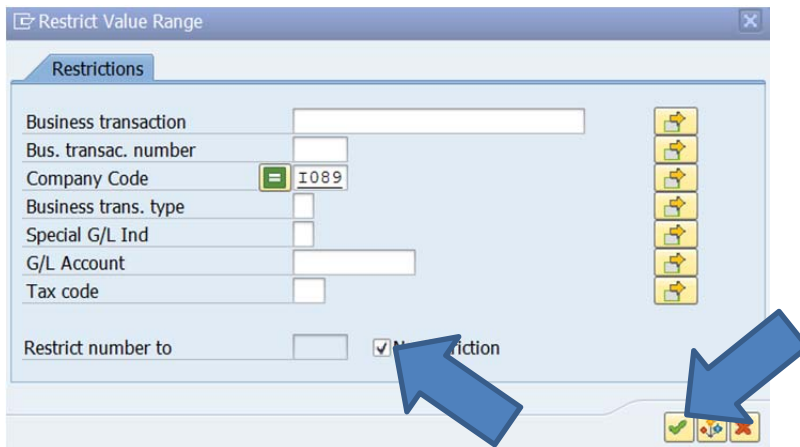 Restrict Value Range
Restrictions
Business transaction
Bus. transac. number
Company Code I089
Business trans. type
Special G/L Ind
G/L Account
Tax code
Restrict number to